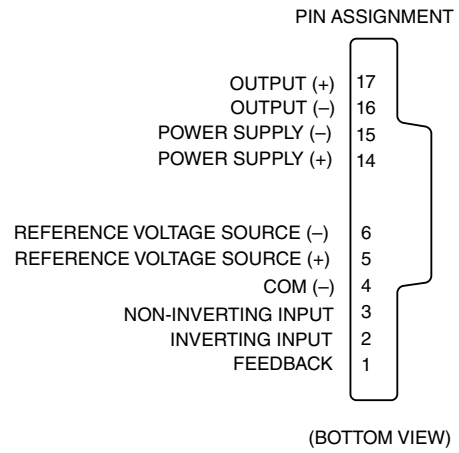 PIN ASSIGNMENT
OUTPUT (+) 17
OUTPUT (–) 16
POWER SUPPLY (–) 15
POWER SUPPLY (+) 14
REFERENCE VOLTAGE SOURCE (–) 6
REFERENCE VOLTAGE SOURCE (+) 5
COM (–) 4
NON-INVERTING INPUT 3
INVERTING INPUT 2
FEEDBACK 1
(BOTTOM VIEW)